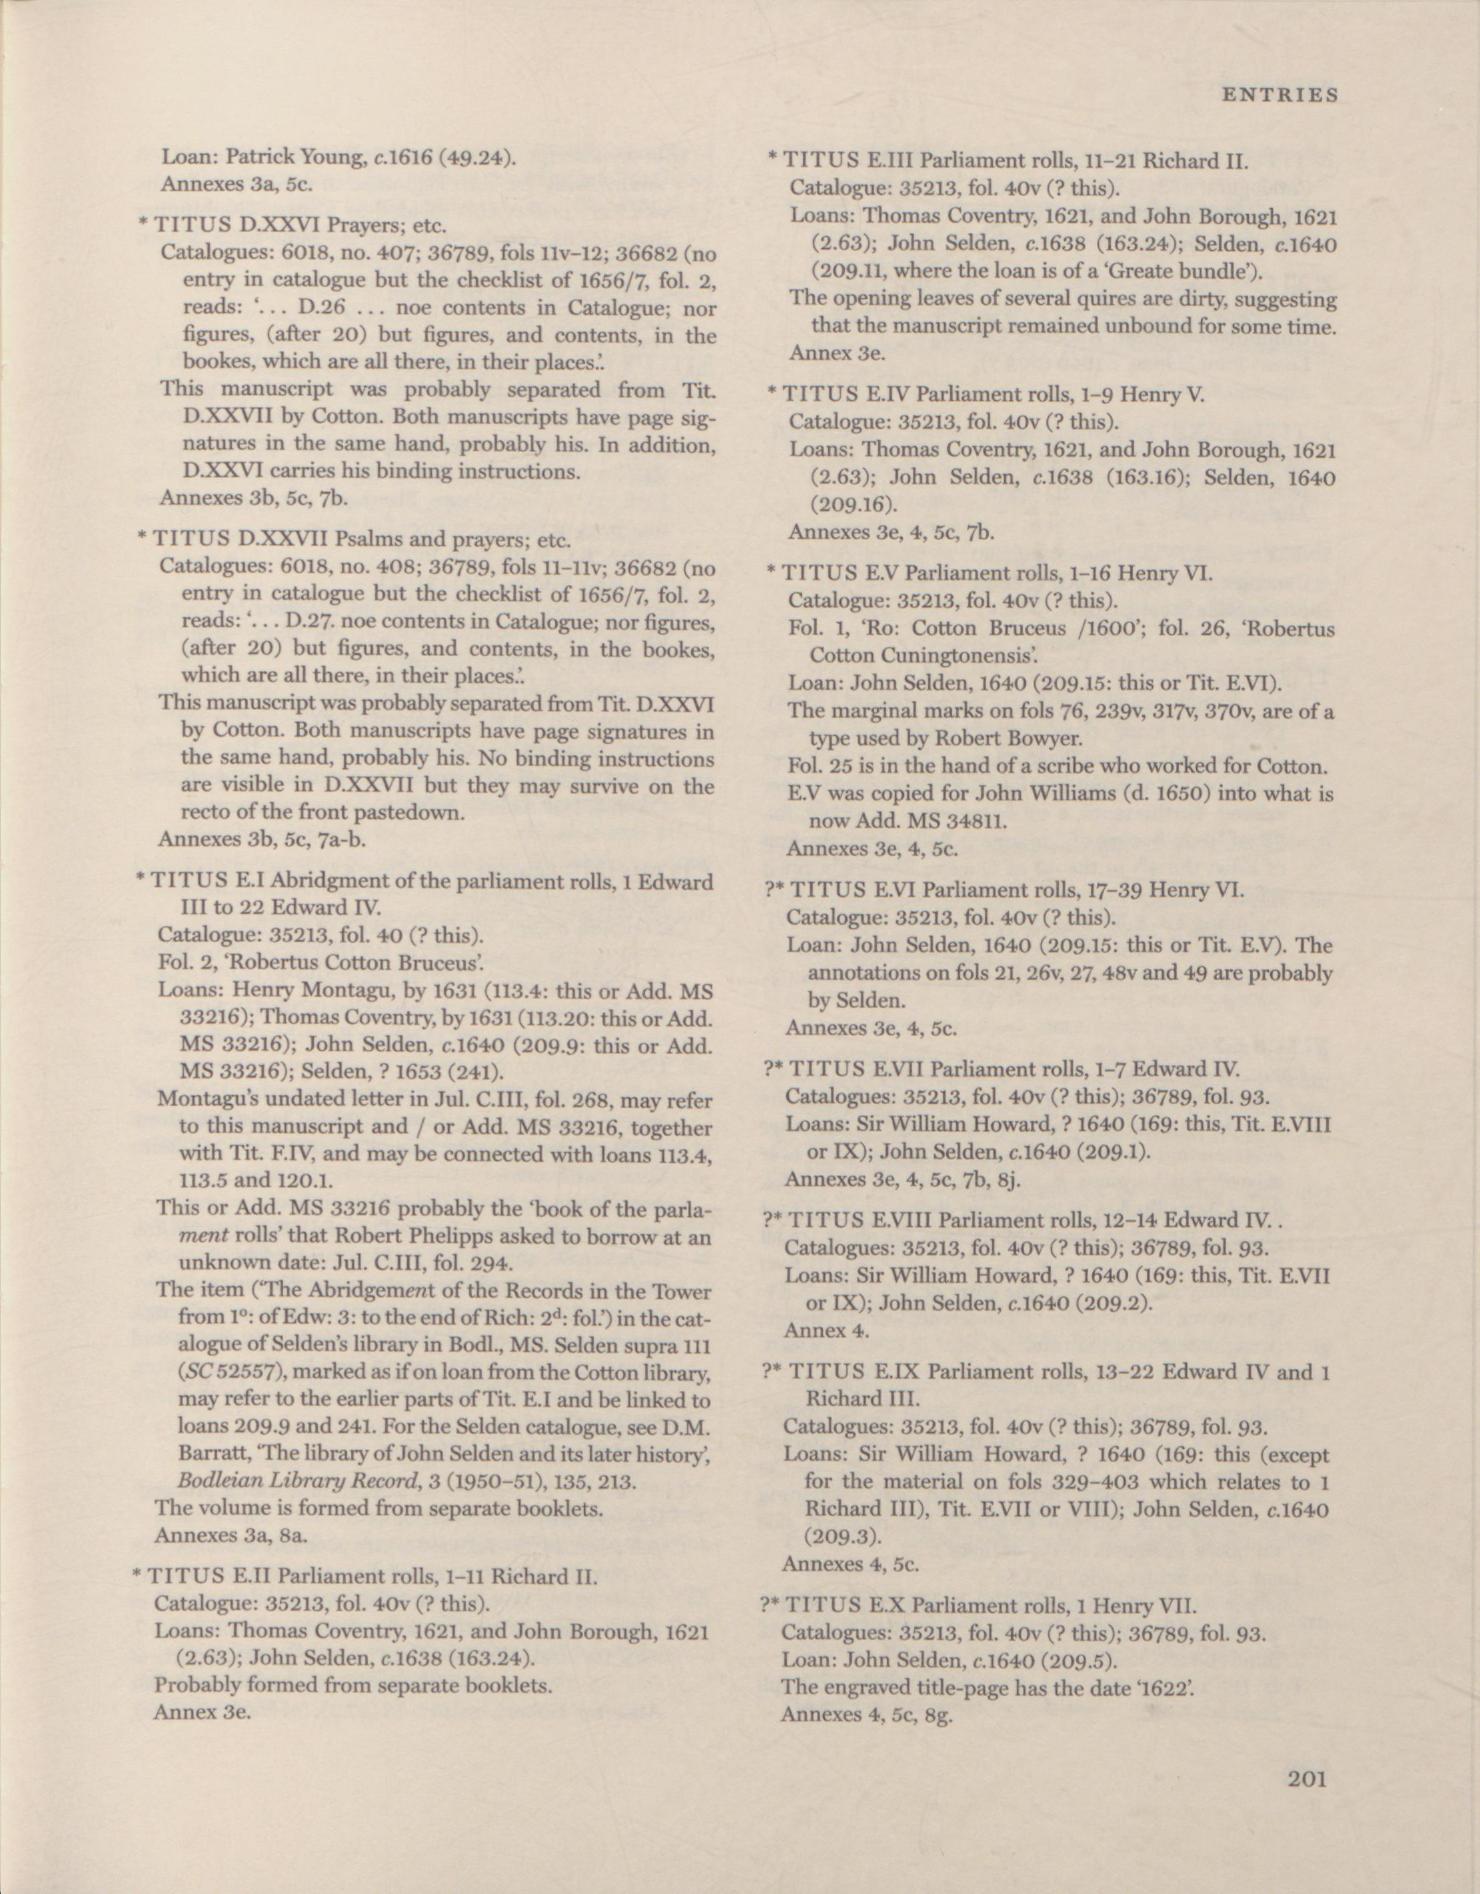 ENTRIES
Loan: Patrick Young, c.1616 (49.24).
Annexes 3a, 5c.
* TITUS D.XXVI Prayers; etc.
Catalogues: 6018, no. 407; 36789, fols 11v–12; 36682 (no
entry in catalogue but the checklist of 1656/7, fol. 2,
reads: ‘... D.26 ... noe contents in Catalogue; nor
figures, (after 20) but figures, and contents, in the
bookes, which are all there, in their places.’.
This manuscript was probably separated from Tit.
D.XXVII by Cotton. Both manuscripts have page sig-
natures in the same hand, probably his. In addition,
D.XXVI carries his binding instructions.
Annexes 3b, 5c, 7b.
* TITUS D.XXVII Psalms and prayers; etc.
Catalogues: 6018, no. 408; 36789, fols 11–11v; 36682 (no
entry in catalogue but the checklist of 1656/7, fol. 2,
reads: ‘... D.27. noe contents in Catalogue; nor figures,
(after 20) but figures, and contents, in the bookes,
which are all there, in their places.’.
This manuscript was probably separated from Tit. D.XXVI
by Cotton. Both manuscripts have page signatures in
the same hand, probably his. No binding instructions
are visible in D.XXVII but they may survive on the
recto of the front pastedown.
Annexes 3b, 5c, 7a-b.
* TITUS E.I Abridgment of the parliament rolls, 1 Edward
III to 22 Edward IV.
Catalogue: 35213, fol. 40 (? this).
Fol. 2, ‘Robertus Cotton Bruceus’.
Loans: Henry Montagu, by 1631 (113.4: this or Add. MS
33216); Thomas Coventry, by 1631 (113.20: this or Add.
MS 33216); John Selden, c.1640 (209.9: this or Add.
MS 33216); Selden, ? 1653 (241).
Montagu’s undated letter in Jul. C.III, fol. 268, may refer
to this manuscript and / or Add. MS 33216, together
with Tit. F.IV, and may be connected with loans 113.4,
113.5 and 120.1.
This or Add. MS 33216 probably the ‘book of the parla-
ment rolls’ that Robert Phelipps asked to borrow at an
unknown date: Jul. C.III, fol. 294.
The item (‘The Abridgement of the Records in the Tower
from 1º: of Edw: 3: to the end of Rich: 2d: fol.’) in the cat-
alogue of Selden’s library in Bodl., MS. Selden supra 111
(SC 52557), marked as if on loan from the Cotton library,
may refer to the earlier parts of Tit. E.I and be linked to
loans 209.9 and 241. For the Selden catalogue, see D.M.
Barratt, ‘The library of John Selden and its later history’,
Bodleian Library Record, 3 (1950–51), 135, 213.
The volume is formed from separate booklets.
Annexes 3a, 8a.
* TITUS E.II Parliament rolls, 1–11 Richard II.
Catalogue: 35213, fol. 40v (? this).
Loans: Thomas Coventry, 1621, and John Borough, 1621
(2.63); John Selden, c.1638 (163.24).
Probably formed from separate booklets.
Annex 3e.
* TITUS E.III Parliament rolls, 11–21 Richard II.
Catalogue: 35213, fol. 40v (? this).
Loans: Thomas Coventry, 1621, and John Borough, 1621
(2.63); John Selden, c.1638 (163.24); Selden, c.1640
(209.11, where the loan is of a ‘Greate bundle’).
The opening leaves of several quires are dirty, suggesting
that the manuscript remained unbound for some time.
Annex 3e.
* TITUS E.IV Parliament rolls, 1–9 Henry V.
Catalogue: 35213, fol. 40v (? this).
Loans: Thomas Coventry, 1621, and John Borough, 1621
(2.63); John Selden, c.1638 (163.16); Selden, 1640
(209.16).
Annexes 3e, 4, 5c, 7b.
* TITUS E.V Parliament rolls, 1–16 Henry VI.
Catalogue: 35213, fol. 40v (? this).
Fol. 1, ‘Ro: Cotton Bruceus /1600’; fol. 26, ‘Robertus
Cotton Cuningtonensis’.
Loan: John Selden, 1640 (209.15: this or Tit. E.VI).
The marginal marks on fols 76, 239v, 317v, 370v, are of a
type used by Robert Bowyer.
Fol. 25 is in the hand of a scribe who worked for Cotton.
E.V was copied for John Williams (d. 1650) into what is
now Add. MS 34811.
Annexes 3e, 4, 5c.
?* TITUS E.VI Parliament rolls, 17–39 Henry VI.
Catalogue: 35213, fol. 40v (? this).
Loan: John Selden, 1640 (209.15: this or Tit. E.V). The
annotations on fols 21, 26v, 27, 48v and 49 are probably
by Selden.
Annexes 3e, 4, 5c.
?* TITUS E.VII Parliament rolls, 1–7 Edward IV.
Catalogues: 35213, fol. 40v (? this); 36789, fol. 93.
Loans: Sir William Howard, ? 1640 (169: this, Tit. E.VIII
or IX); John Selden, c.1640 (209.1).
Annexes 3e, 4, 5c, 7b, 8j.
?* TITUS E.VIII Parliament rolls, 12–14 Edward IV. .
Catalogues: 35213, fol. 40v (? this); 36789, fol. 93.
Loans: Sir William Howard, ? 1640 (169: this, Tit. E.VII
or IX); John Selden, c.1640 (209.2).
Annex 4.
?* TITUS E.IX Parliament rolls, 13–22 Edward IV and 1
Richard III.
Catalogues: 35213, fol. 40v (? this); 36789, fol. 93.
Loans: Sir William Howard, ? 1640 (169: this (except
for the material on fols 329–403 which relates to 1
Richard III), Tit. E.VII or VIII); John Selden, c.1640
(209.3).
Annexes 4, 5c.
?* TITUS E.X Parliament rolls, 1 Henry VII.
Catalogues: 35213, fol. 40v (? this); 36789, fol. 93.
Loan: John Selden, c.1640 (209.5).
The engraved title-page has the date ‘1622’.
Annexes 4, 5c, 8g.
201